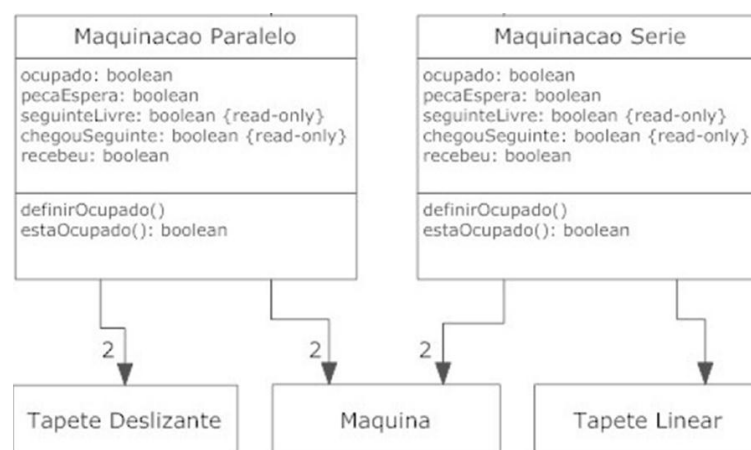 Maquinacao Paralelo
ocupado: boolean
pecaEspera: boolean
seguinteLivre: boolean {read-only}
chegouSeguinte: boolean {read-only}
recebeu: boolean
definirOcupado()
estaOcupado(): boolean
Maquinacao Serie
ocupado: boolean
pecaEspera: boolean
seguinteLivre: boolean {read-only}
chegouSeguinte: boolean {read-only}
recebeu: boolean
definirOcupado()
estaOcupado(): boolean
2
2
2
Tapete Deslizante
Maquina
Tapete Linear